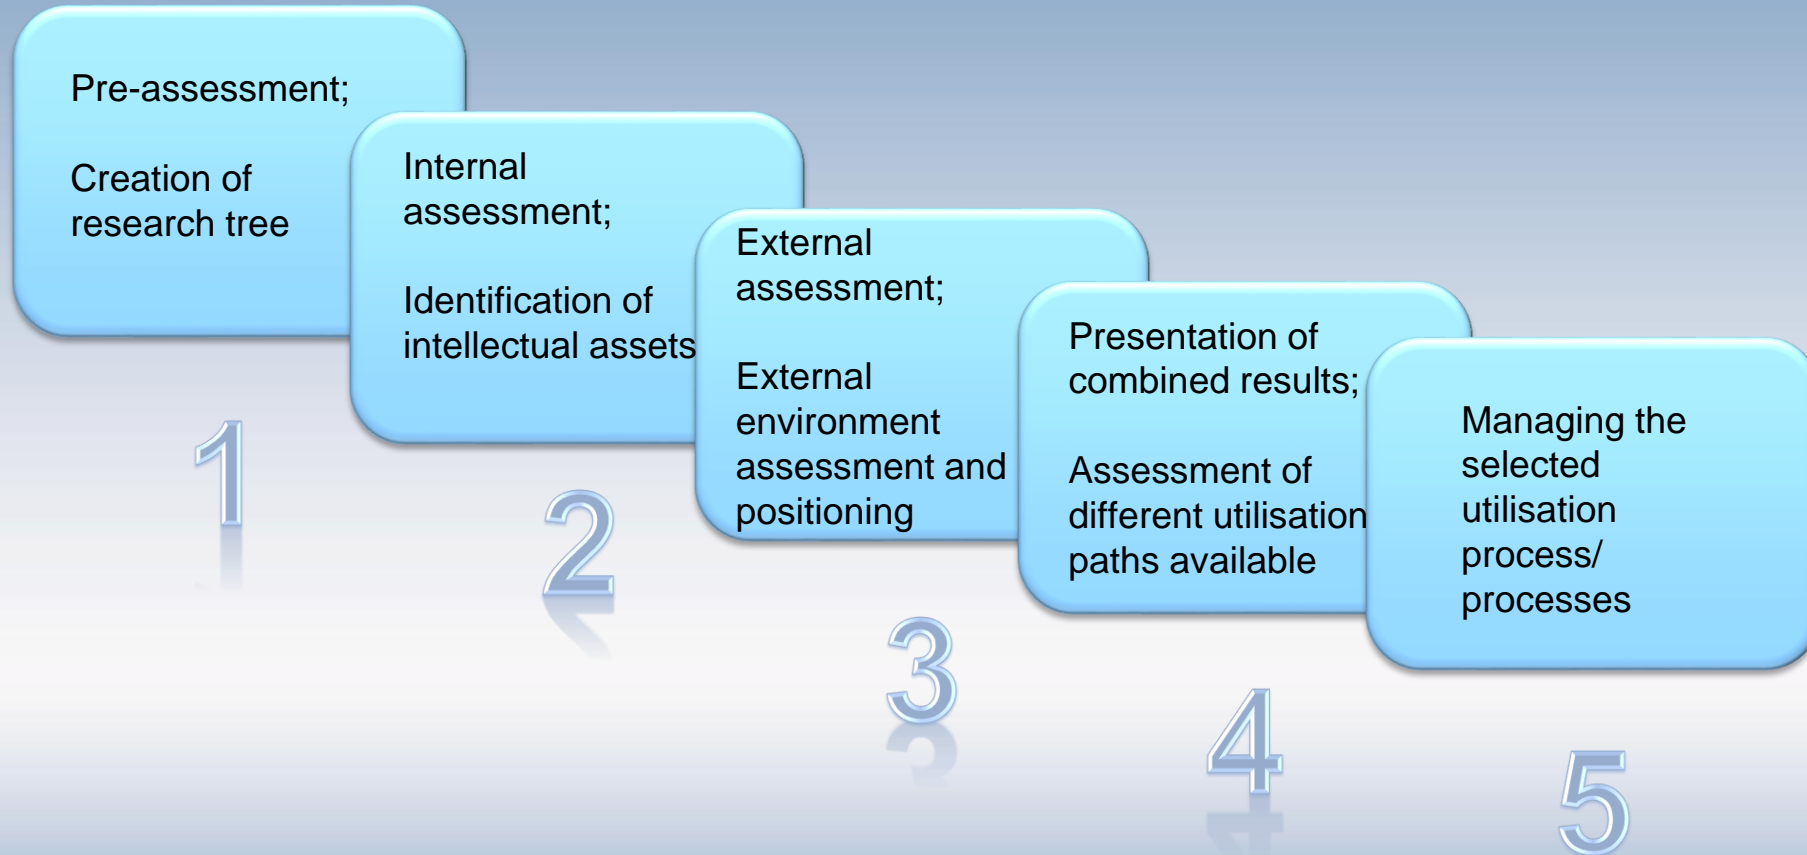 Pre-assessment;
Creation of
research tree
1
Internal
assessment;
Identification of
intellectual assets
2
External
assessment;
External
environment
assessment and
positioning
3
Presentation of
combined results;
Assessment of
different utilisation
paths available
4
Managing the
selected
utilisation
process/
processes
5